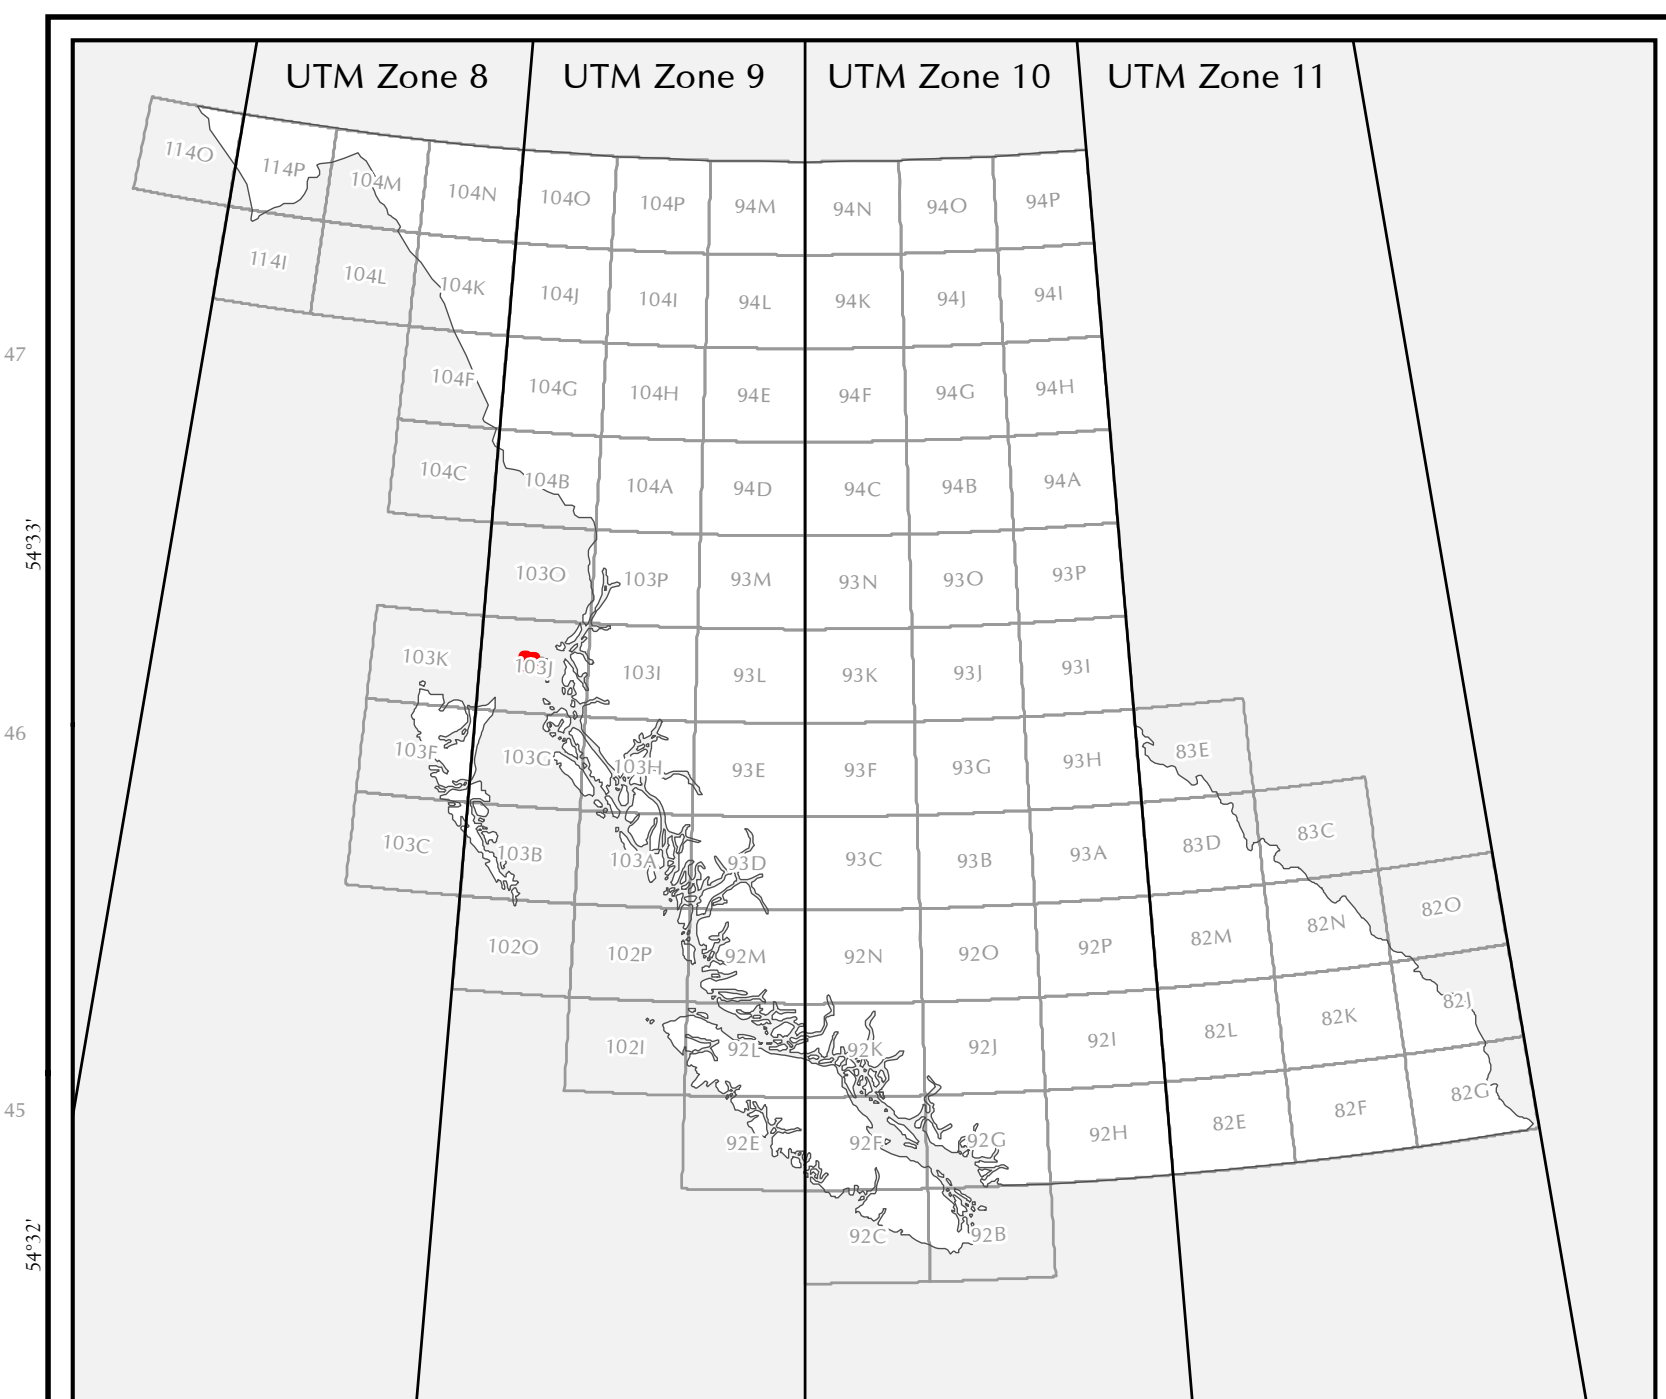 UTM Zone 8 UTM Zone 9 UTM Zone 10 UTM Zone 11
114O 114P 104M 104N 104O 104P 94M 94N 94O 94P
114I 104L 104K 104J 104I 94L 94K 94J 94I
47
104F 104G 104H 94E 94F 94G 94H
104C 104B 104A 94D 94C 94B 94A
54°33'
103O 103P 93M 93N 93O 93P
103K 103J 103I 93L 93K 93J 93I
46
103F 103G 103H 93E 93F 93G 93H 83E
103C 103B 103A 93D 93C 93B 93A 83D 83C
102O 102P 92M 92N 92O 92P 82M 82N 82O
102I 92L 92K 92J 92I 82L 82K 82J
45
92E 92F 92G 92H 82E 82F 82G
54°32'
92C 92B